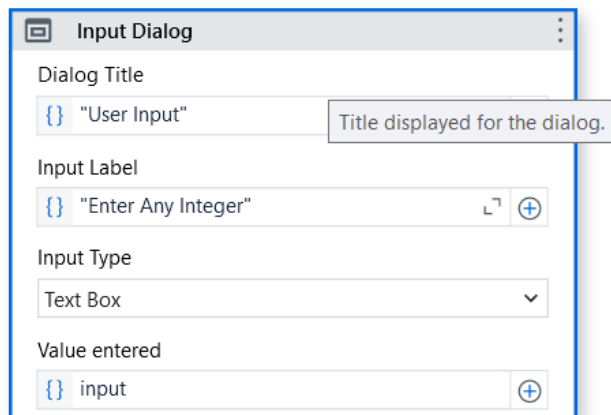 Input Dialog
Dialog Title
{} "User Input"
Title displayed for the dialog.
Input Label
{} "Enter Any Integer"
Input Type
Text Box
Value entered
{} input